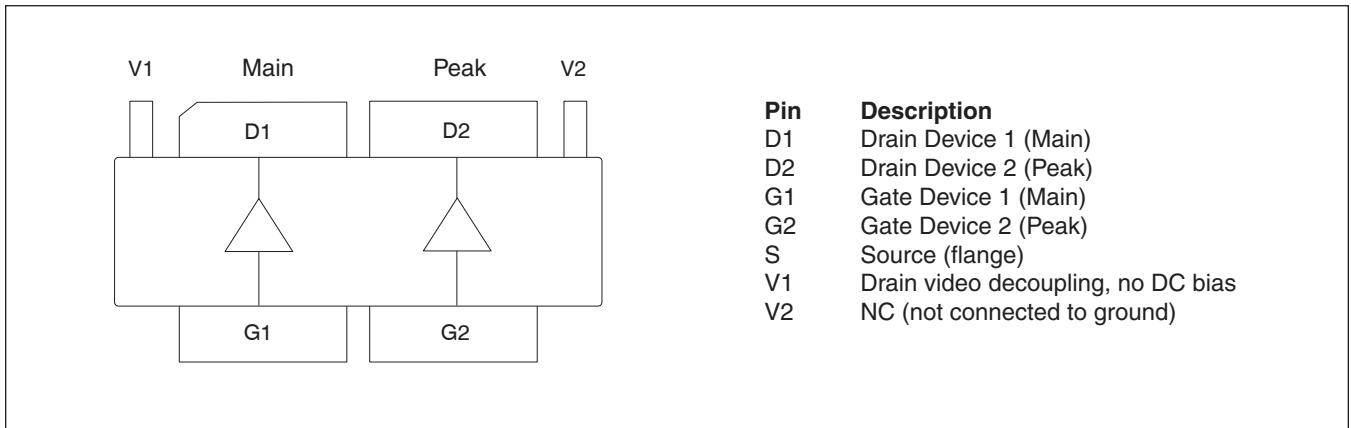 V1 Main Peak V2
D1 D2
G1 G2
Pin Description
D1 Drain Device 1 (Main)
D2 Drain Device 2 (Peak)
G1 Gate Device 1 (Main)
G2 Gate Device 2 (Peak)
S Source (flange)
V1 Drain video decoupling, no DC bias
V2 NC (not connected to ground)